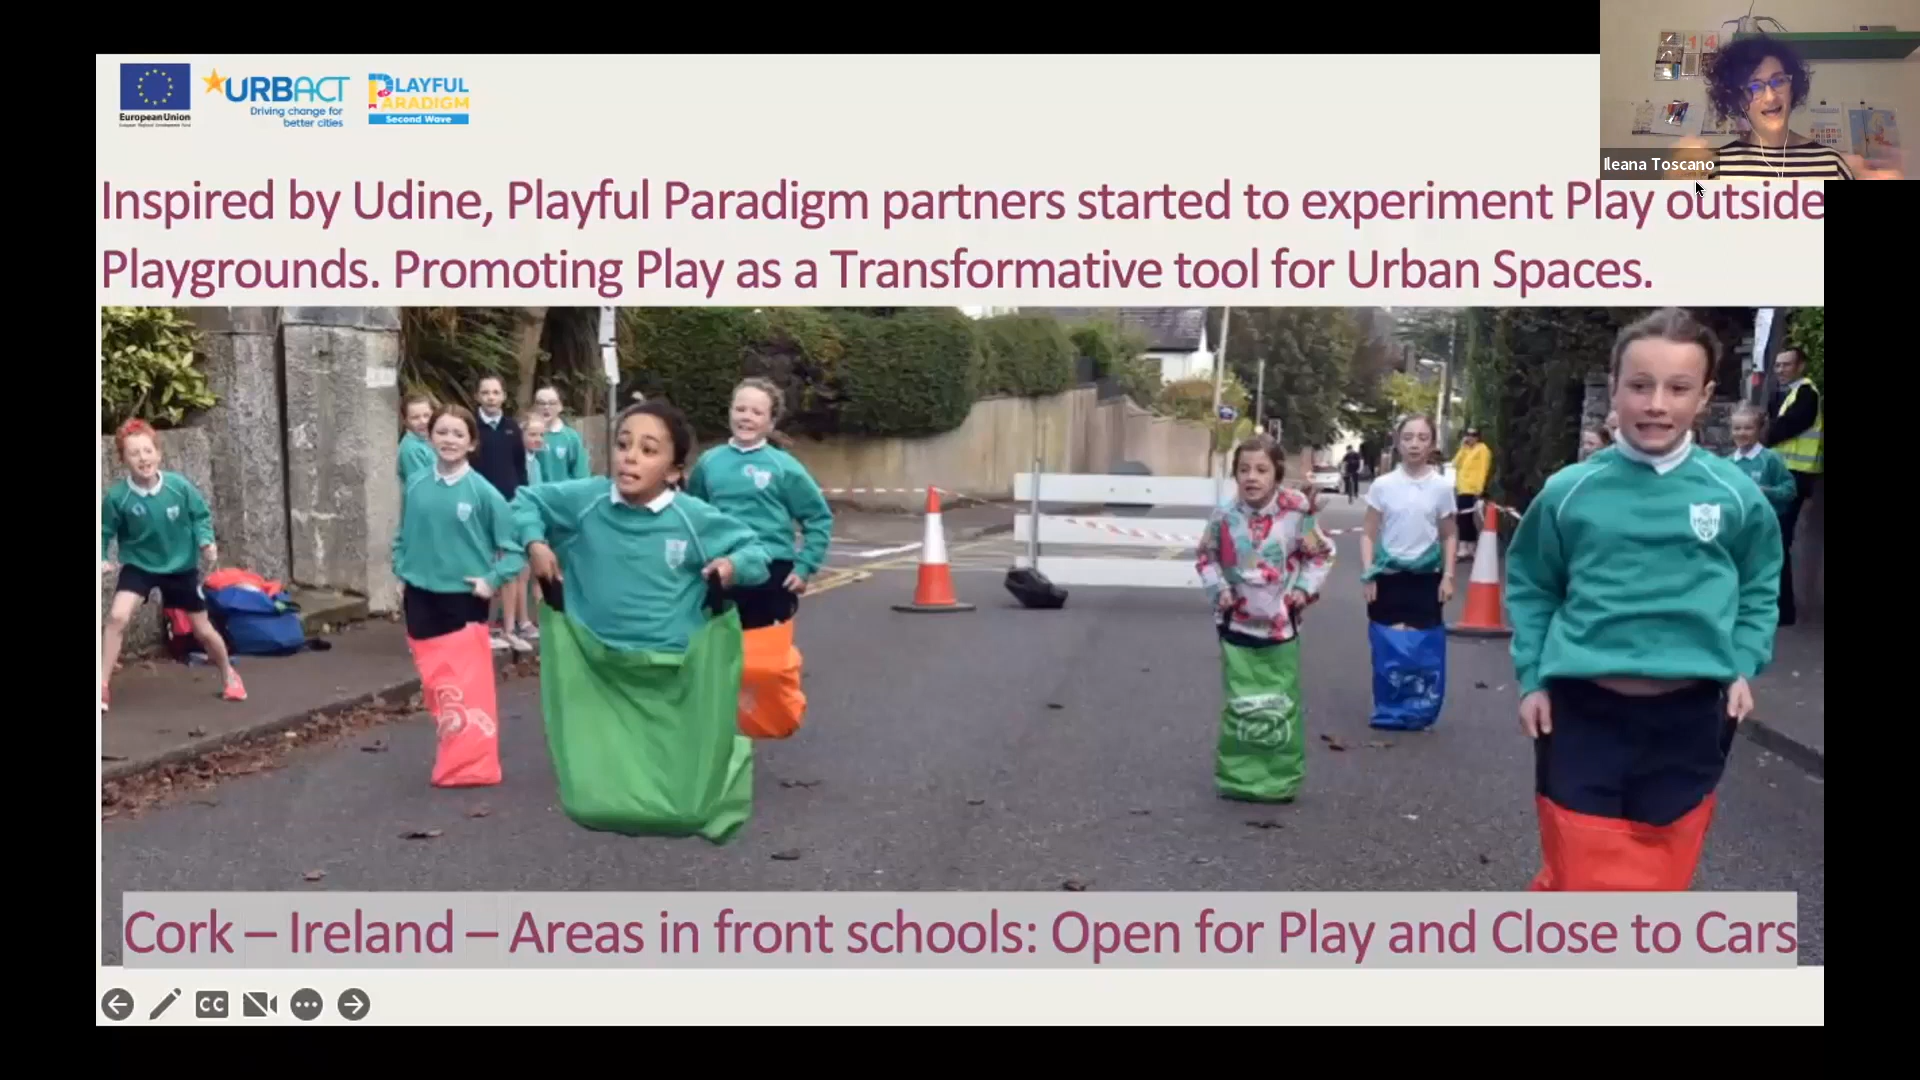 European Union
URBACT
Driving change for
better cities
PLAYFUL
PARADIGM
Second Wave
Ileana Toscano
Inspired by Udine, Playful Paradigm partners started to experiment Play outside
Playgrounds. Promoting Play as a Transformative tool for Urban Spaces.
Cork – Ireland – Areas in front schools: Open for Play and Close to Cars
CC